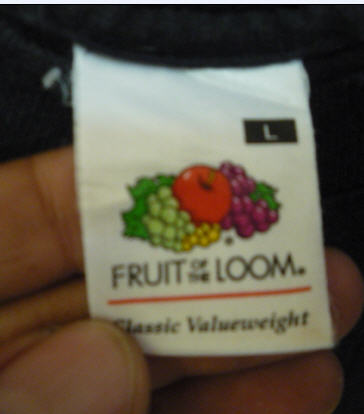 L
FRUIT OF THE LOOM.
Classic Valueweight